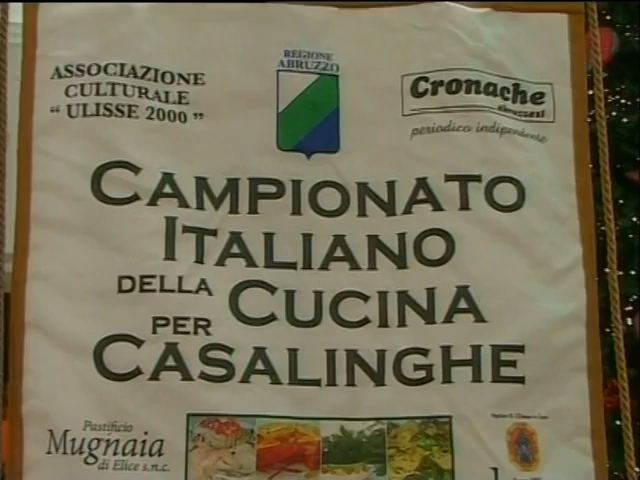 ASSOCIAZIONE
CULTURALE
“ ULISSE 2000 ”
REGIONE
ABRUZZO
Cronache
abruzzesi
periodico indipendente
CAMPIONATO
ITALIANO
DELLA CUCINA
PER
CASALINGHE
Pastificio
Mugnaia
di Elice s.n.c.